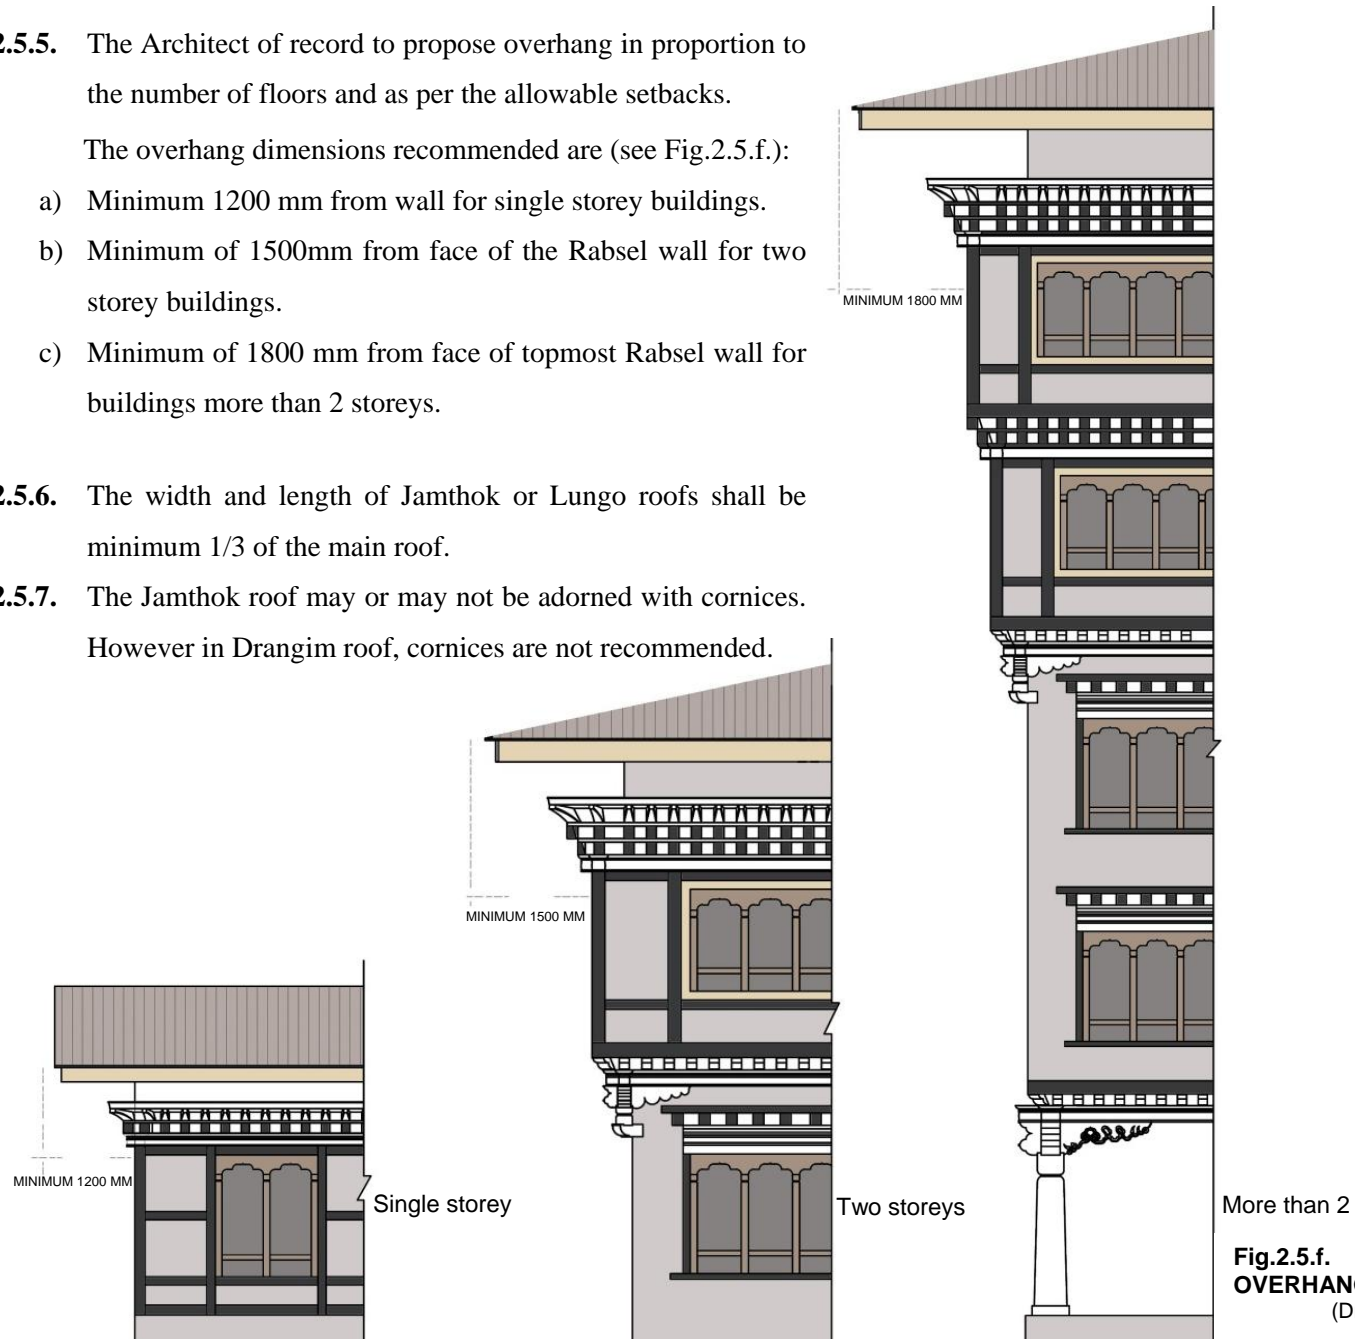 2.5.5. The Architect of record to propose overhang in proportion to
the number of floors and as per the allowable setbacks.
The overhang dimensions recommended are (see Fig.2.5.f.):
a) Minimum 1200 mm from wall for single storey buildings.
b) Minimum of 1500mm from face of the Rabsel wall for two
storey buildings.
c) Minimum of 1800 mm from face of topmost Rabsel wall for
buildings more than 2 storeys.
2.5.6. The width and length of Jamthok or Lungo roofs shall be
minimum 1/3 of the main roof.
2.5.7. The Jamthok roof may or may not be adorned with cornices.
However in Drangim roof, cornices are not recommended.
MINIMUM 1800 MM
MINIMUM 1500 MM
MINIMUM 1200 MM
Single storey
Two storeys
More than 2
Fig.2.5.f.